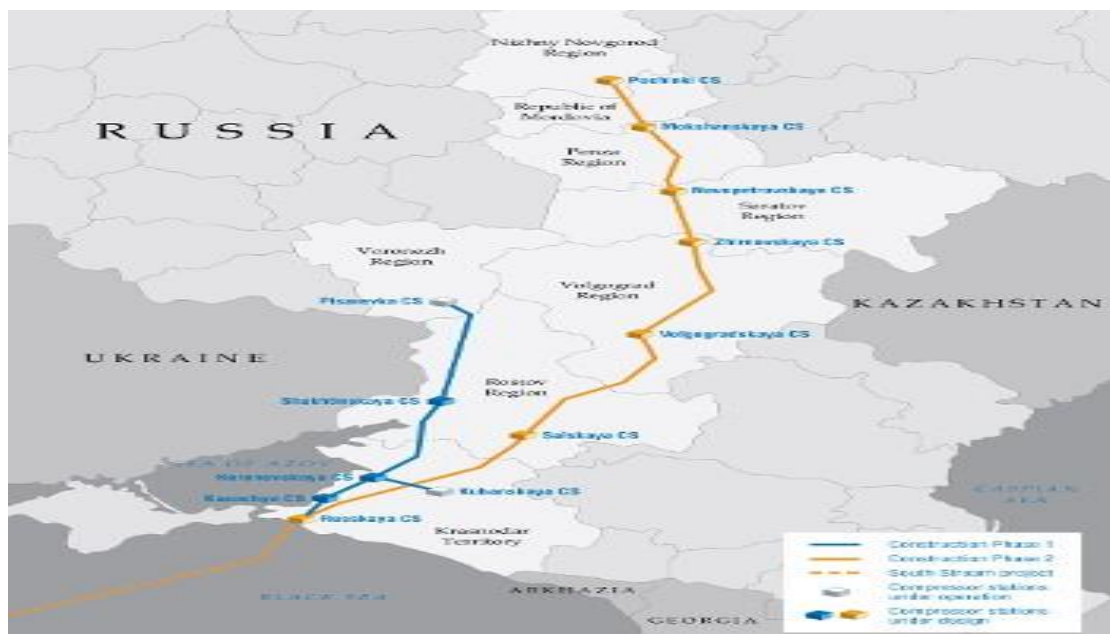 Nizhny Novgorod
Region
Pochinki CS
Republic of
Mordovia
Mokshanskaya CS
RUSSIA
Penza
Region
Novopetrovskaya CS
Saratov
Region
Zhirnovskaya CS
Voronezh
Region
Volgograd
Region
Pisarevka CS
KAZAKHSTAN
Volgogradskaya CS
UKRAINE
Rostov
Region
Shakhtinskaya CS
Salskaya CS
SEA OF AZOV
Kubanskaya CS
Kazachya CS
Russkaya CS
Krasnodar
Territory
CASPIAN
SEA
BLACK SEA
ABKHAZIA
GEORGIA
Construction Phase 1
Construction Phase 2
South Stream project
Compressor stations
under operation
Compressor stations
under design